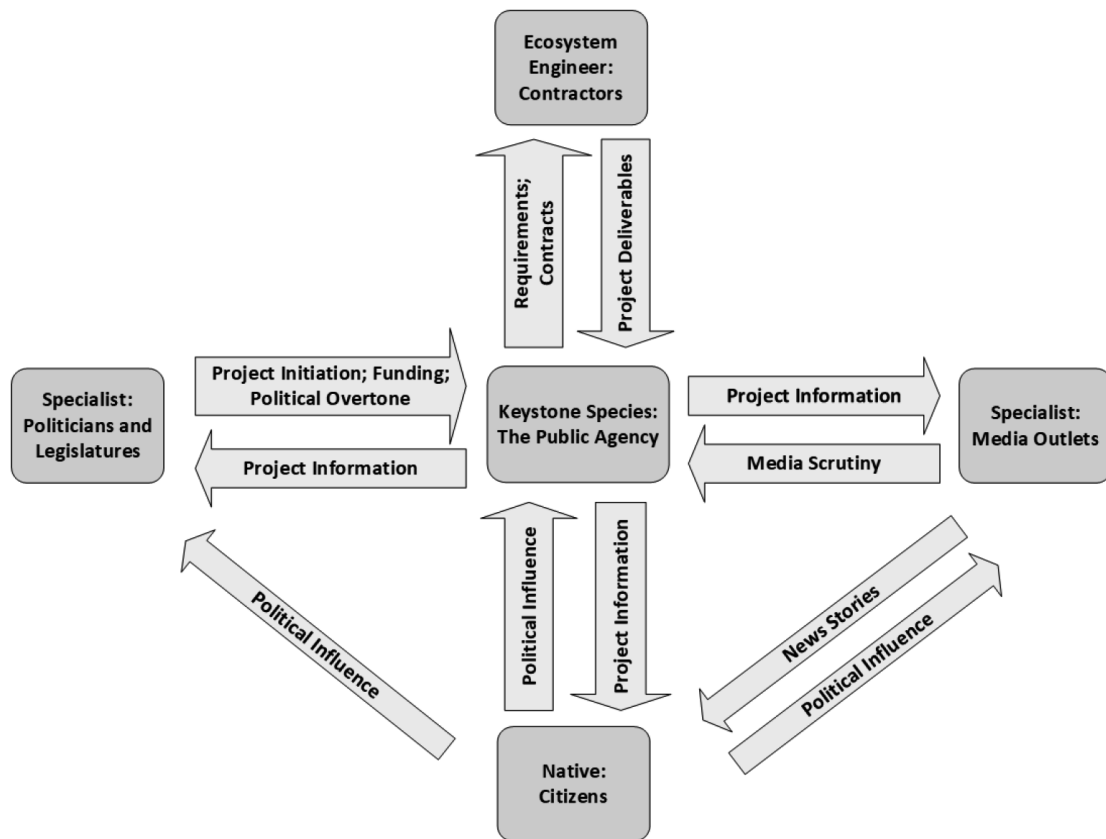 Ecosystem
Engineer:
Contractors
Requirements;
Contracts
Project Deliverables
Specialist:
Politicians and
Legislatures
Project Initiation; Funding;
Political Overtone
Project Information
Keystone Species:
The Public Agency
Project Information
Media Scrutiny
Specialist:
Media Outlets
Political Influence
Political Influence
Project Information
News Stories
Political Influence
Native:
Citizens